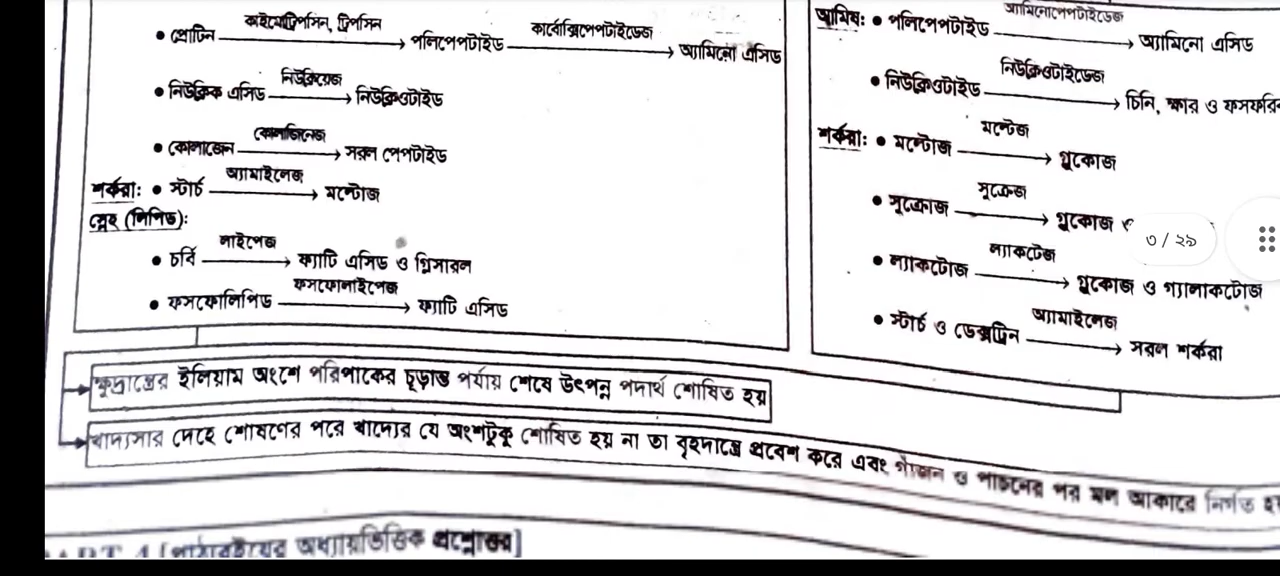 • প্রোটিন কাইমোট্রিপসিন, ট্রিপসিন → পলিপেপটাইড কার্বোক্সিপেপটাইডেজ → অ্যামিনো এসিড
• নিউক্লিক এসিড নিউক্লিয়েজ → নিউক্লিওটাইড
• কোলাজেন কোলাজিনেজ → সরল পেপটাইড
শর্করা: • স্টার্চ অ্যামাইলেজ → মল্টোজ
স্নেহ (লিপিড):
• চর্বি লাইপেজ → ফ্যাটি এসিড ও গ্লিসারল
• ফসফোলিপিড ফসফোলাইপেজ → ফ্যাটি এসিড
আমিষ: • পলিপেপটাইড অ্যামিনোপেপটাইডেজ → অ্যামিনো এসিড
• নিউক্লিওটাইড নিউক্লিওটাইডেজ → চিনি, ক্ষার ও ফসফরি
শর্করা: • মল্টোজ মল্টেজ → গ্লুকোজ
• সুক্রোজ সুক্রেজ → গ্লুকোজ
• ল্যাকটোজ ল্যাকটেজ → গ্লুকোজ ও গ্যালাকটোজ
• স্টার্চ ও ডেক্সট্রিন অ্যামাইলেজ → সরল শর্করা
৩ / ২৯
ক্ষুদ্রান্ত্রের ইলিয়াম অংশে পরিপাকের চূড়ান্ত পর্যায় শেষে উৎপন্ন পদার্থ শোষিত হয়
খাদ্যসার দেহে শোষণের পরে খাদ্যের যে অংশটুকু শোষিত হয় না তা বৃহদান্ত্রে প্রবেশ করে এবং গাঁজন ও পাচনের পর মল আকারে নির্গত হয়
PART 4 [পাঠ্যবইয়ের অধ্যায়ভিত্তিক প্রশ্নোত্তর]